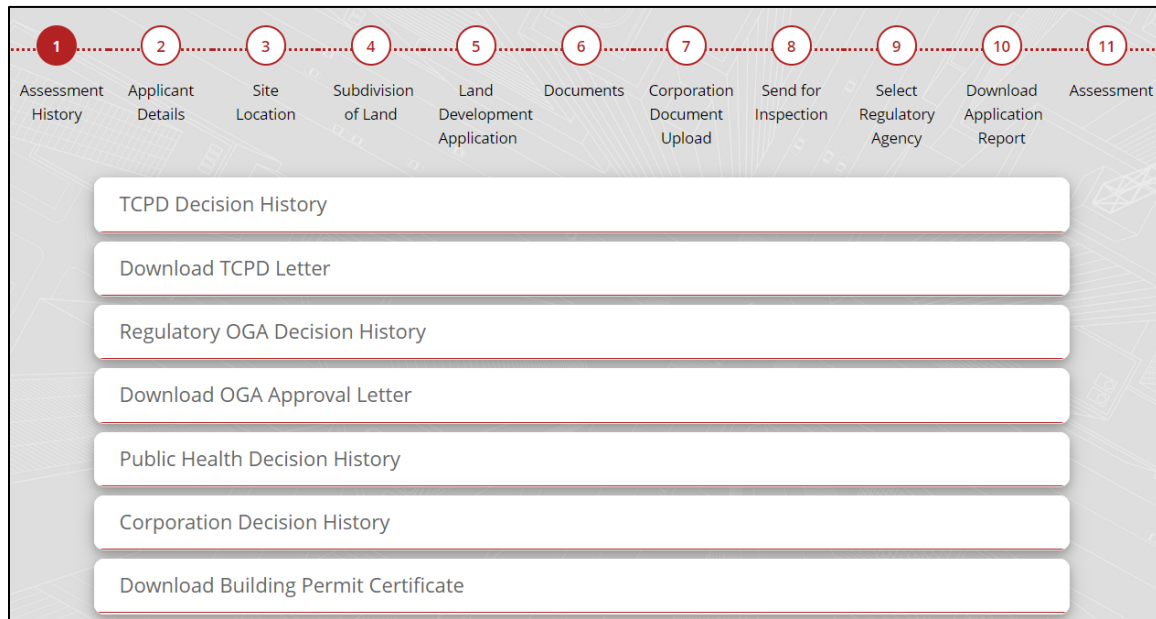 1 2 3 4 5 6 7 8 9 10 11
Assessment Applicant Site Subdivision Land Documents Corporation Send for Select Download Assessment
History Details Location of Land Development Document Inspection Regulatory Application
Application Upload Agency Report
TCPD Decision History
Download TCPD Letter
Regulatory OGA Decision History
Download OGA Approval Letter
Public Health Decision History
Corporation Decision History
Download Building Permit Certificate